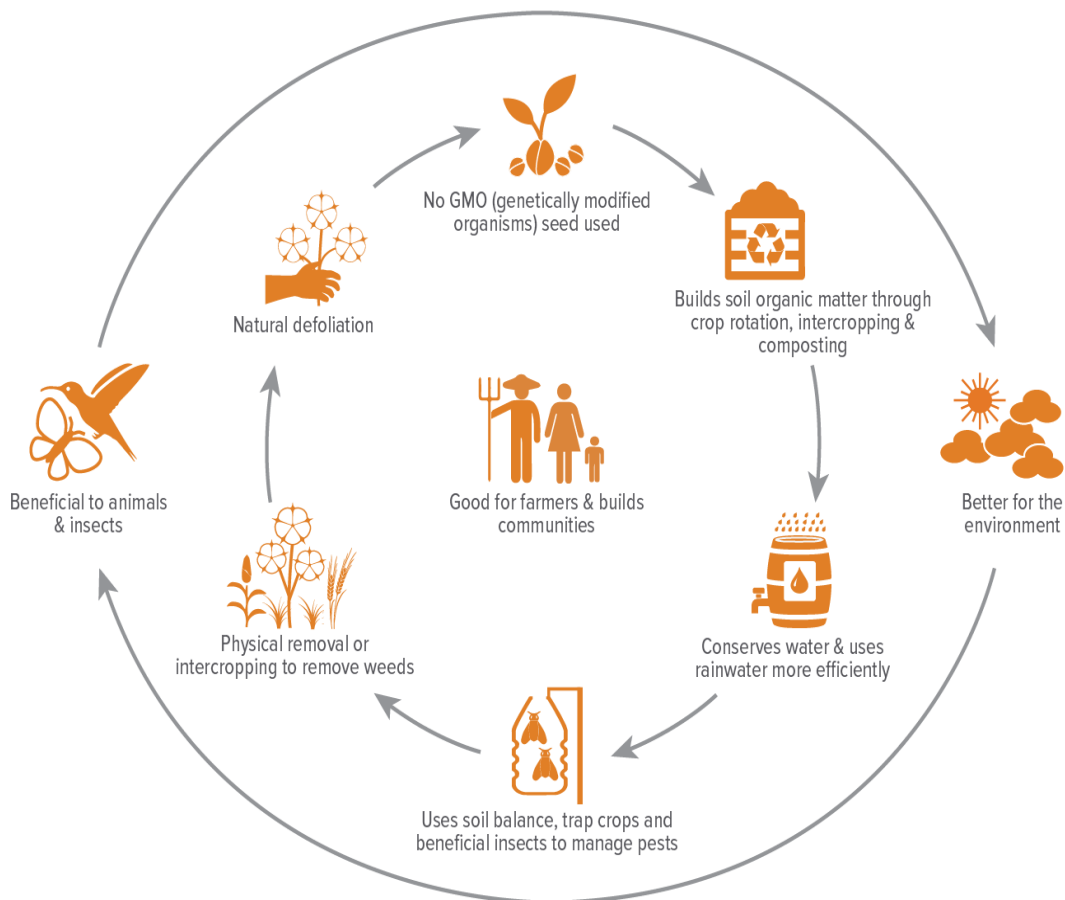 No GMO (genetically modified
organisms) seed used
Builds soil organic matter through
crop rotation, intercropping &
composting
Better for the
environment
Conserves water & uses
rainwater more efficiently
Uses soil balance, trap crops and
beneficial insects to manage pests
Physical removal or
intercropping to remove weeds
Natural defoliation
Beneficial to animals
& insects
Good for farmers & builds
communities